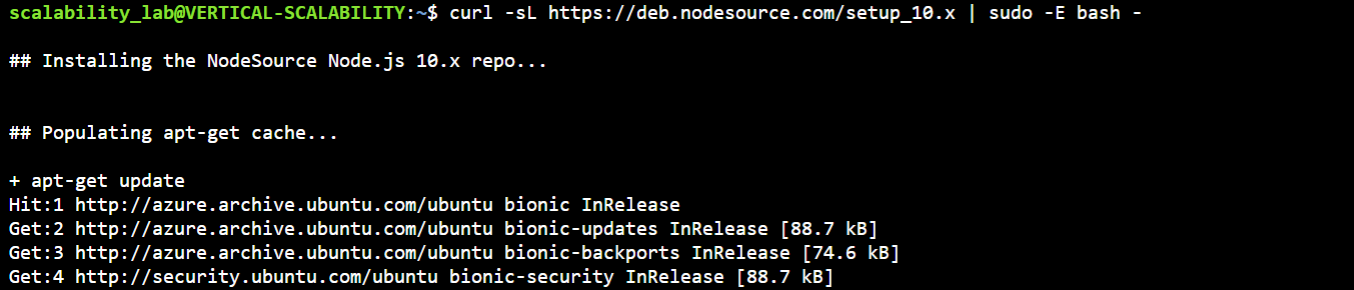 scalability_lab@VERTICAL-SCALABILITY:~$ curl -sL https://deb.nodesource.com/setup_10.x | sudo -E bash -
## Installing the NodeSource Node.js 10.x repo...
## Populating apt-get cache...
+ apt-get update
Hit:1 http://azure.archive.ubuntu.com/ubuntu bionic InRelease
Get:2 http://azure.archive.ubuntu.com/ubuntu bionic-updates InRelease [88.7 kB]
Get:3 http://azure.archive.ubuntu.com/ubuntu bionic-backports InRelease [74.6 kB]
Get:4 http://security.ubuntu.com/ubuntu bionic-security InRelease [88.7 kB]